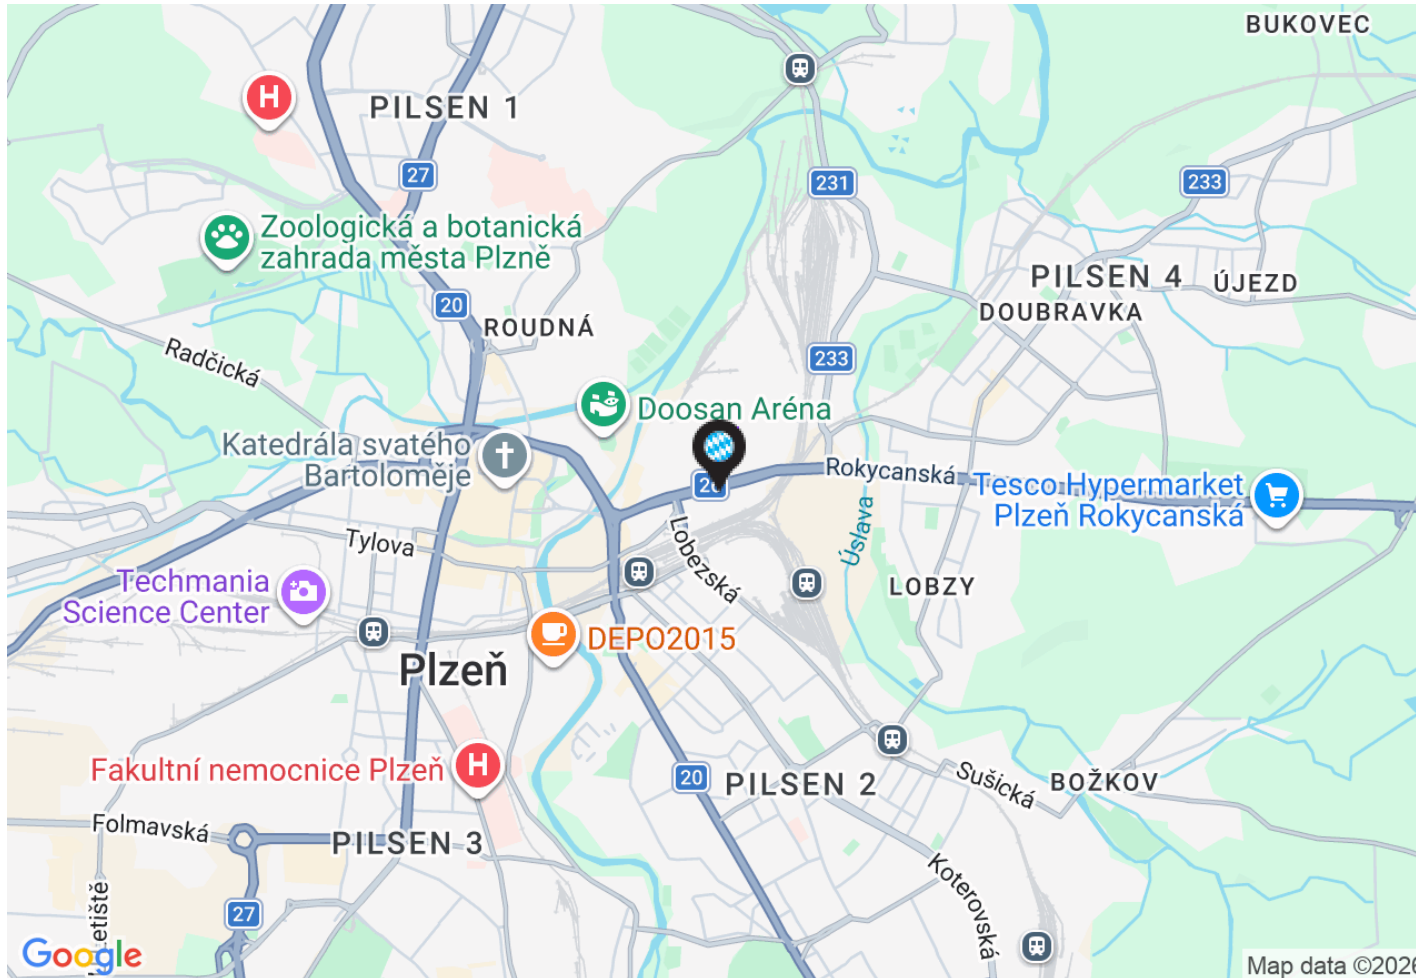 BUKOVEC
PILSEN 1
27
231
233
Zoologická a botanická
zahrada města Plzně
PILSEN 4
ÚJEZD
20
ROUDNÁ
DOUBRAVKA
Radčická
233
Doosan Aréna
Katedrála svatého
Bartoloměje
Rokycanská
Tesco Hypermarket
Plzeň Rokycanská
Tylova
Lobezská
Úslava
Techmania
Science Center
LOBZY
DEPO2015
Plzeň
Fakultní nemocnice Plzeň
20
PILSEN 2
Sušická
BOŽKOV
Folmavská
PILSEN 3
Koterovská
27
Google
Map data ©2026